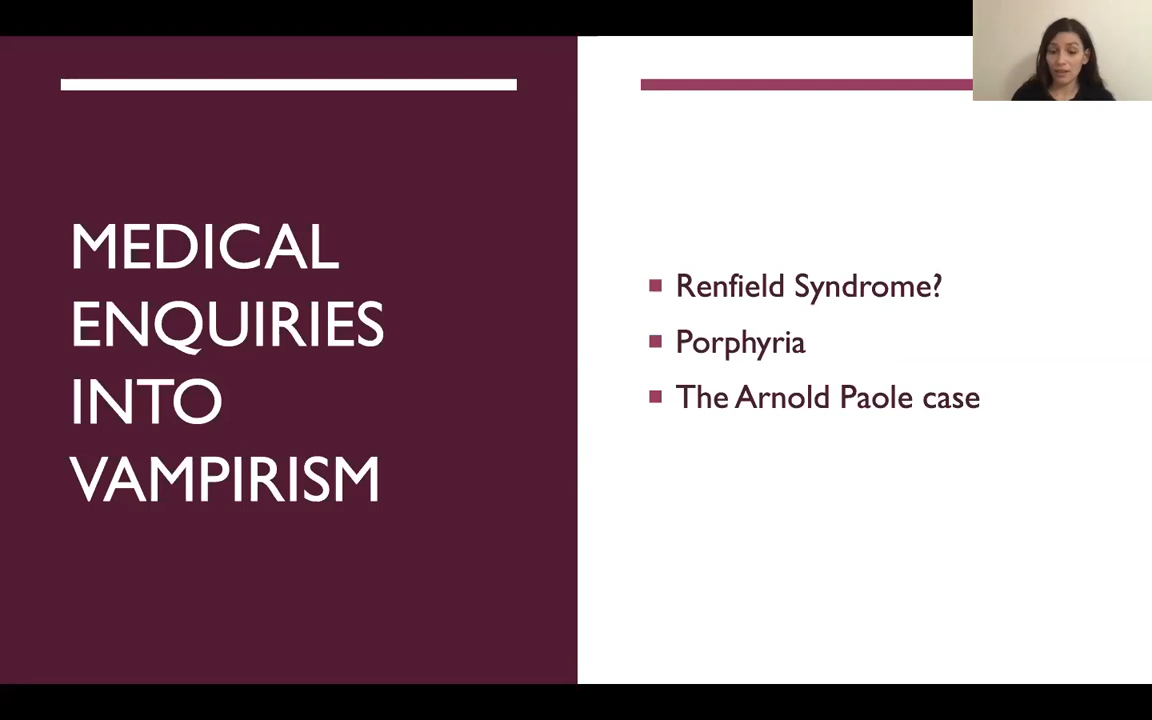 MEDICAL
ENQUIRIES
INTO
VAMPIRISM
Renfield Syndrome?
Porphyria
The Arnold Paole case